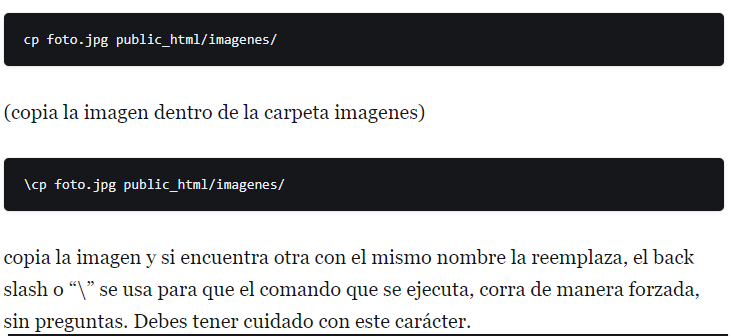 cp foto.jpg public_html/imagenes/
(copia la imagen dentro de la carpeta imagenes)
\cp foto.jpg public_html/imagenes/
copia la imagen y si encuentra otra con el mismo nombre la reemplaza, el back
slash o “\” se usa para que el comando que se ejecuta, corra de manera forzada,
sin preguntas. Debes tener cuidado con este carácter.